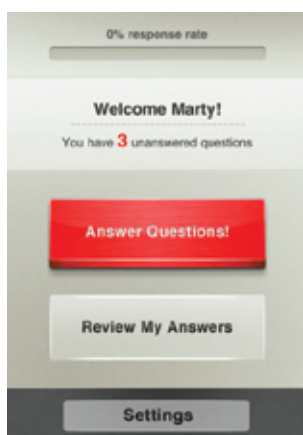 0% response rate
Welcome Marty!
You have 3 unanswered questions
Answer Questions!
Review My Answers
Settings